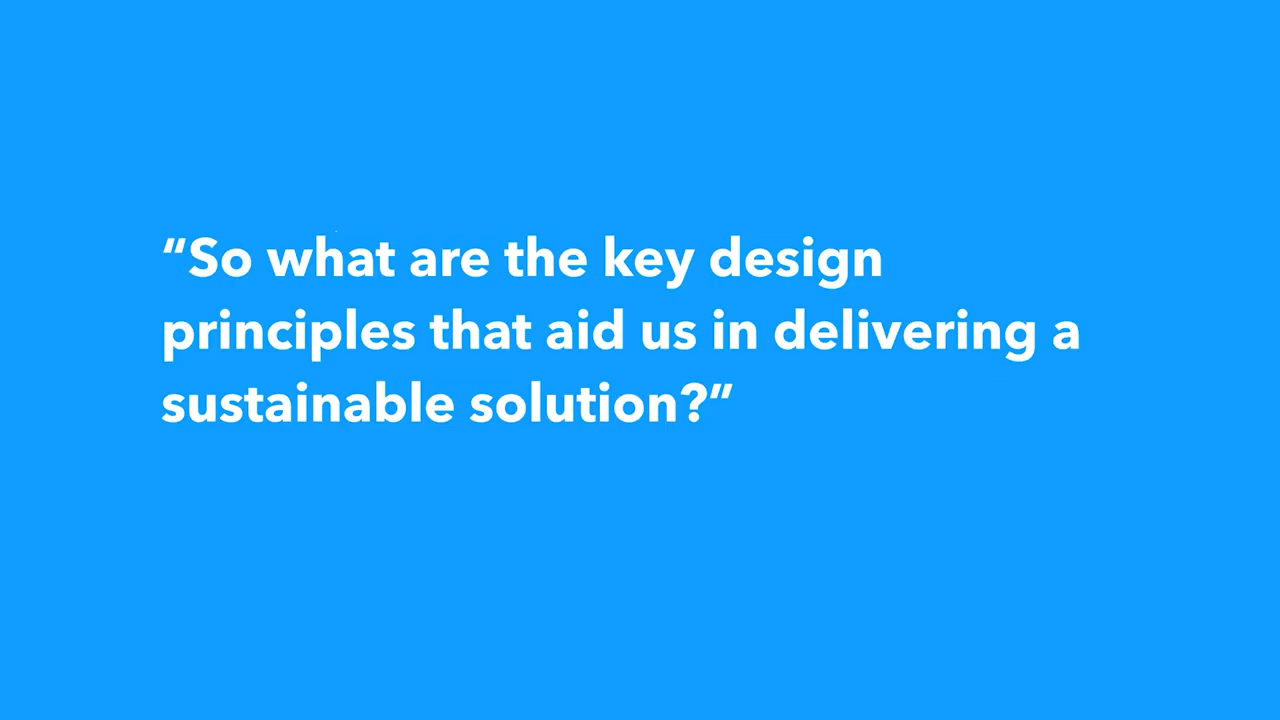 “So what are the key design
principles that aid us in delivering a
sustainable solution?”